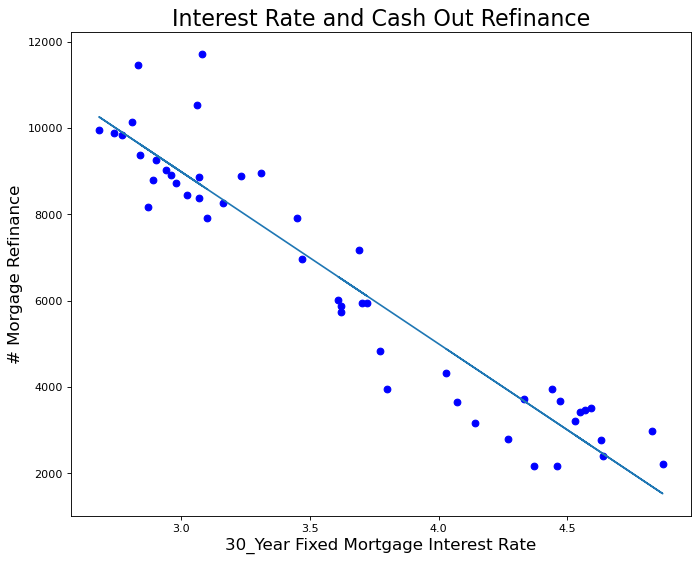 Interest Rate and Cash Out Refinance
12000
10000
8000
6000
4000
2000
# Morgage Refinance
3.0 3.5 4.0 4.5
30_Year Fixed Mortgage Interest Rate